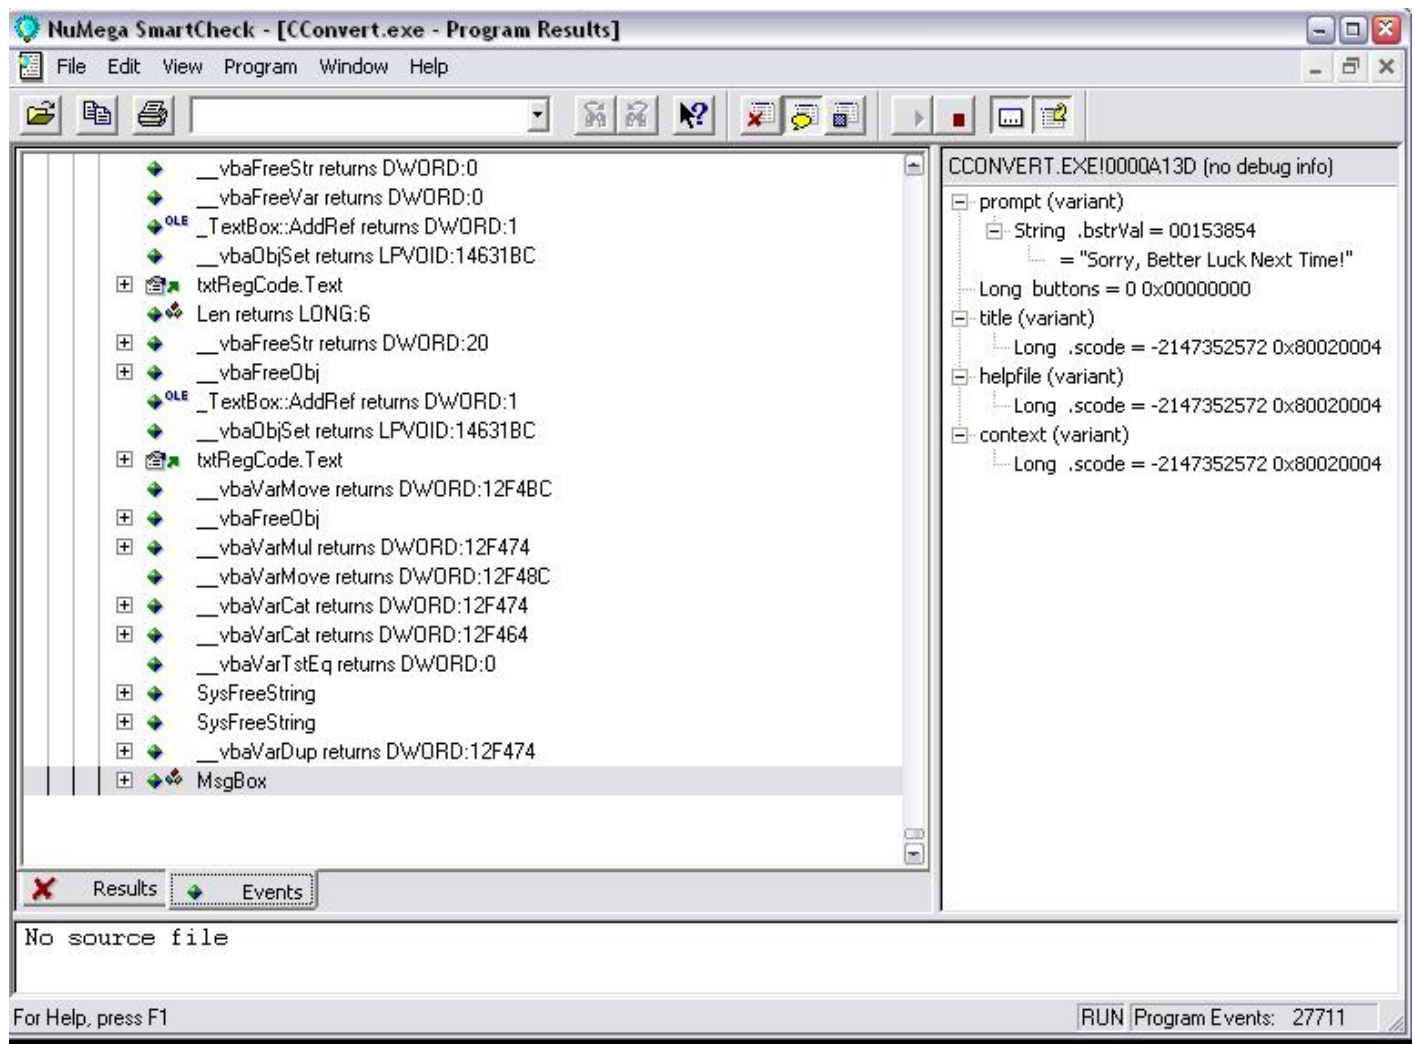 NuMega SmartCheck - [CConvert.exe - Program Results]
File Edit View Program Window Help
__vbaFreeStr returns DWORD:0
__vbaFreeVar returns DWORD:0
OLE _TextBox::AddRef returns DWORD:1
__vbaObjSet returns LPVOID:14631BC
txtRegCode.Text
Len returns LONG:6
__vbaFreeStr returns DWORD:20
__vbaFreeObj
OLE _TextBox::AddRef returns DWORD:1
__vbaObjSet returns LPVOID:14631BC
txtRegCode.Text
__vbaVarMove returns DWORD:12F4BC
__vbaFreeObj
__vbaVarMul returns DWORD:12F474
__vbaVarMove returns DWORD:12F48C
__vbaVarCat returns DWORD:12F474
__vbaVarCat returns DWORD:12F464
__vbaVarTstEq returns DWORD:0
SysFreeString
SysFreeString
__vbaVarDup returns DWORD:12F474
MsgBox
CCONVERT.EXE!0000A13D (no debug info)
prompt (variant)
String .bstrVal = 00153854
= "Sorry, Better Luck Next Time!"
Long buttons = 0 0x00000000
title (variant)
Long .scode = -2147352572 0x80020004
helpfile (variant)
Long .scode = -2147352572 0x80020004
context (variant)
Long .scode = -2147352572 0x80020004
Results Events
No source file
For Help, press F1 RUN Program Events: 27711